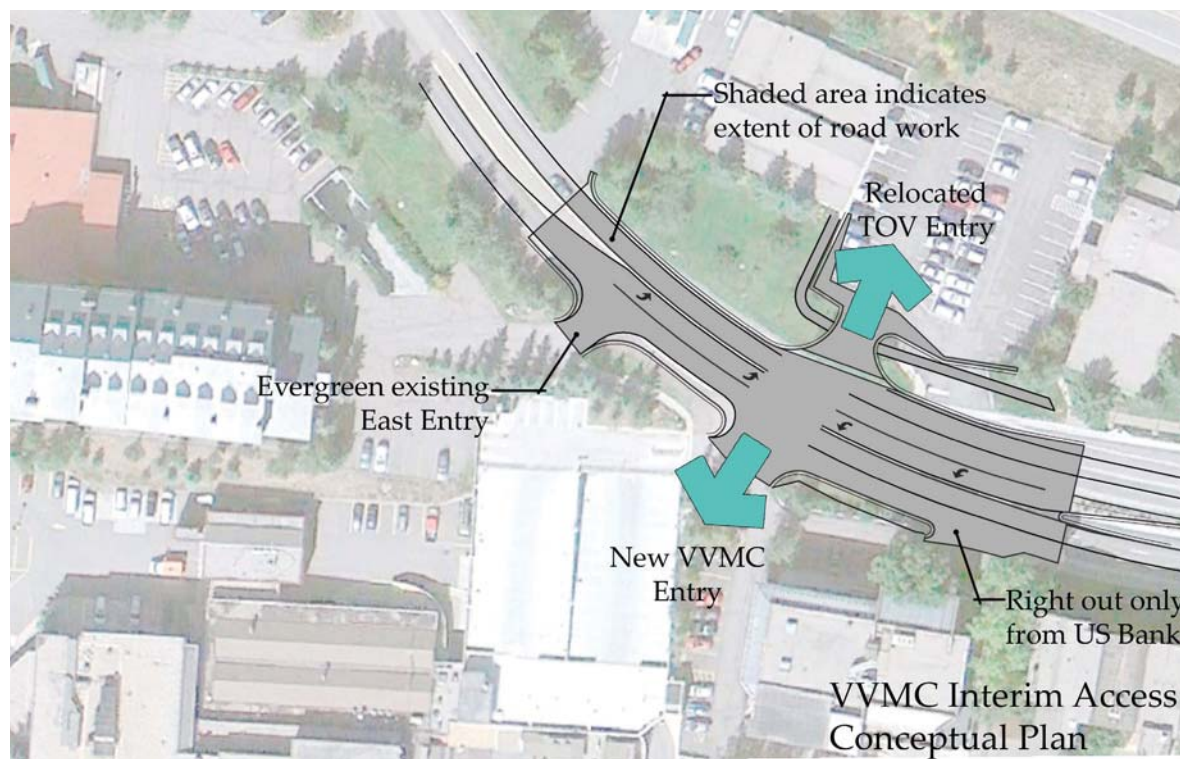 Shaded area indicates
extent of road work
Relocated
TOV Entry
Evergreen existing
East Entry
New VVMC
Entry
Right out only
from US Bank
VVMC Interim Access
Conceptual Plan